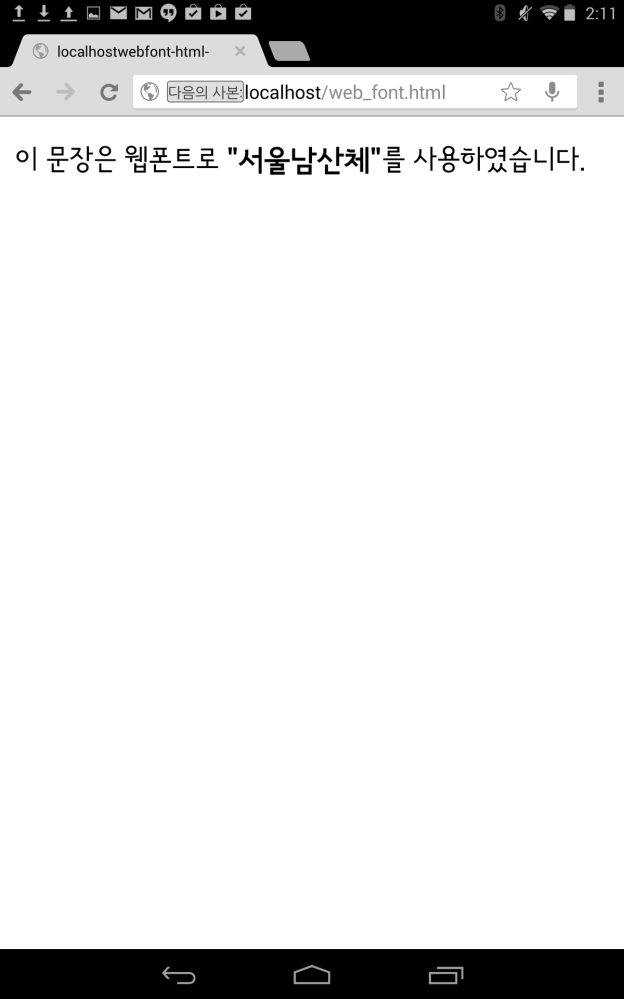 2:11
localhostwebfont-html-
다음의 사본:localhost/web_font.html
이 문장은 웹폰트로 "서울남산체"를 사용하였습니다.